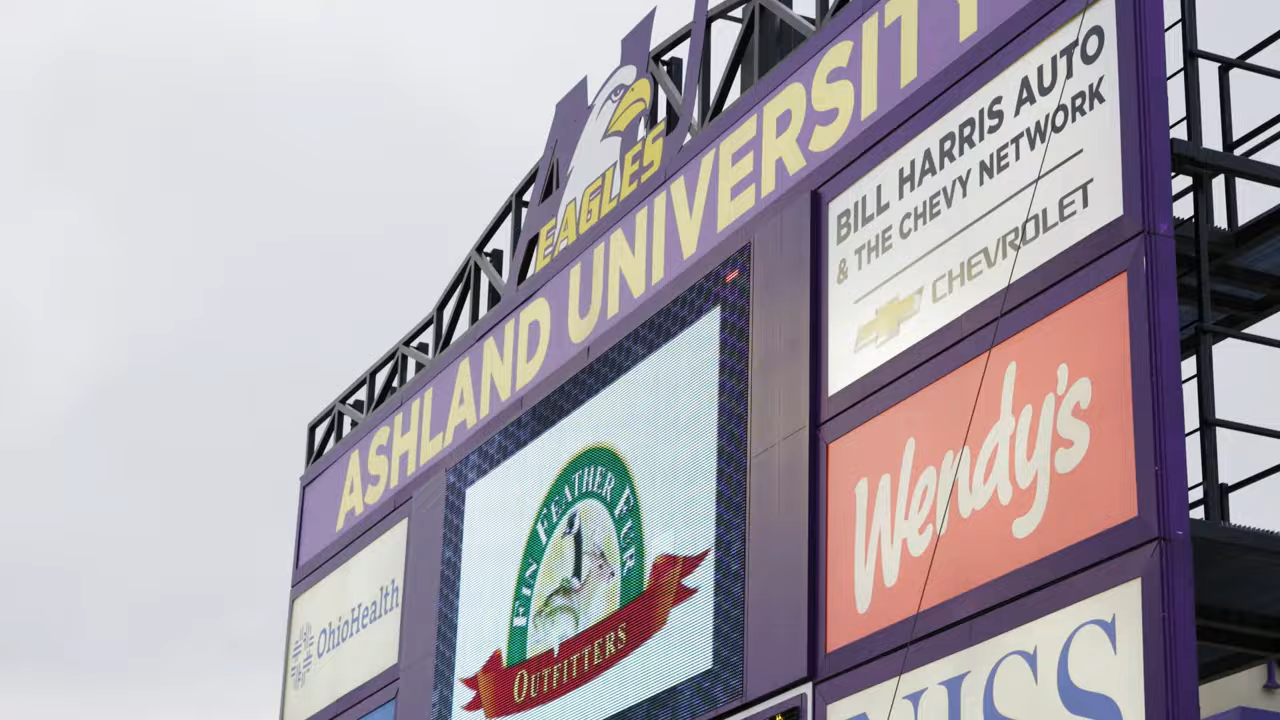 EAGLES
ASHLAND UNIVERSITY
BILL HARRIS AUTO
& THE CHEVY NETWORK
CHEVROLET
Wendy's
FIN FEATHER FUR
OUTFITTERS
OhioHealth